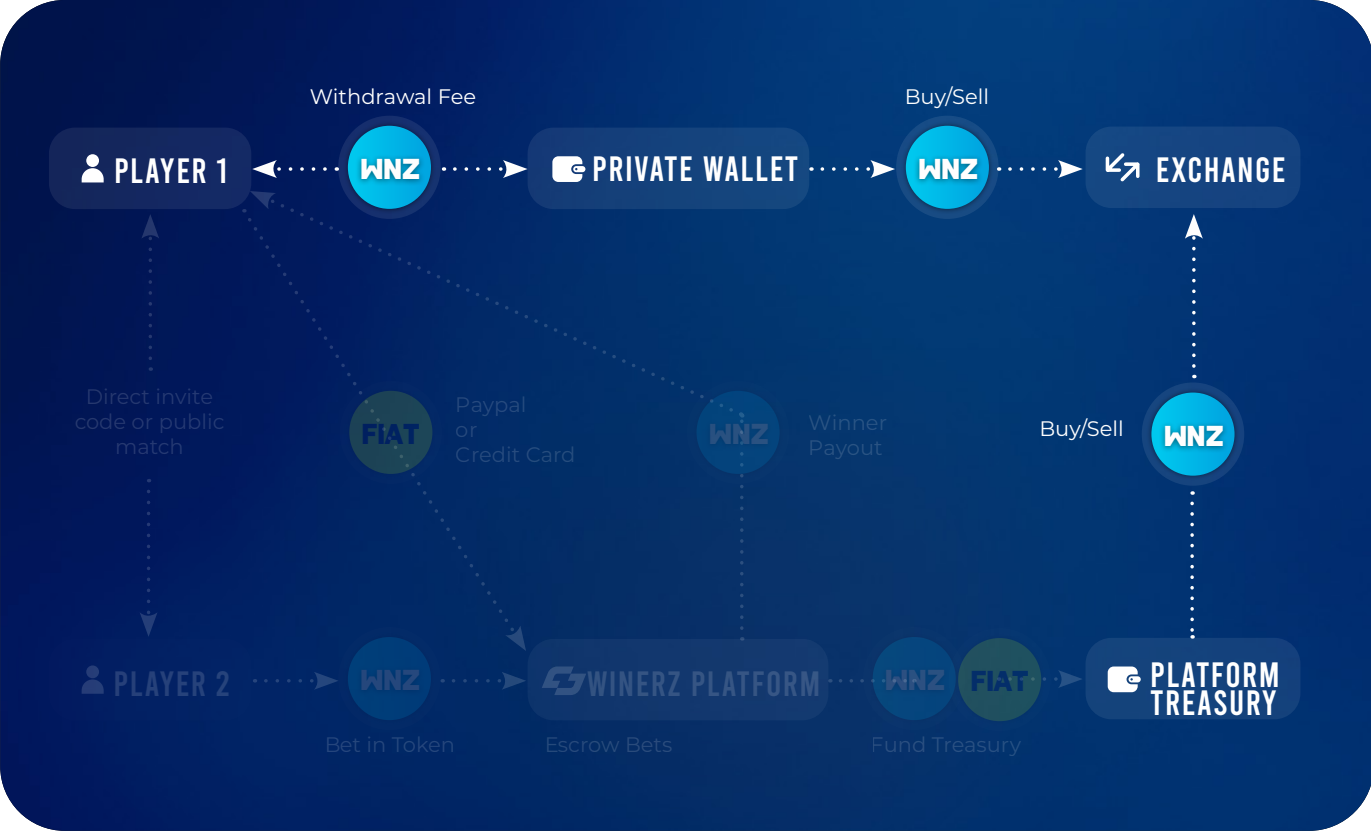 Withdrawal Fee
Buy/Sell
PLAYER 1
WNZ
PRIVATE WALLET
WNZ
EXCHANGE
Direct invite
code or public
match
FIAT
Paypal
or
Credit Card
WNZ
Winner
Payout
Buy/Sell
WNZ
PLAYER 2
WNZ
WINERZ PLATFORM
WNZ
FIAT
PLATFORM
TREASURY
Bet in Token
Escrow Bets
Fund Treasury